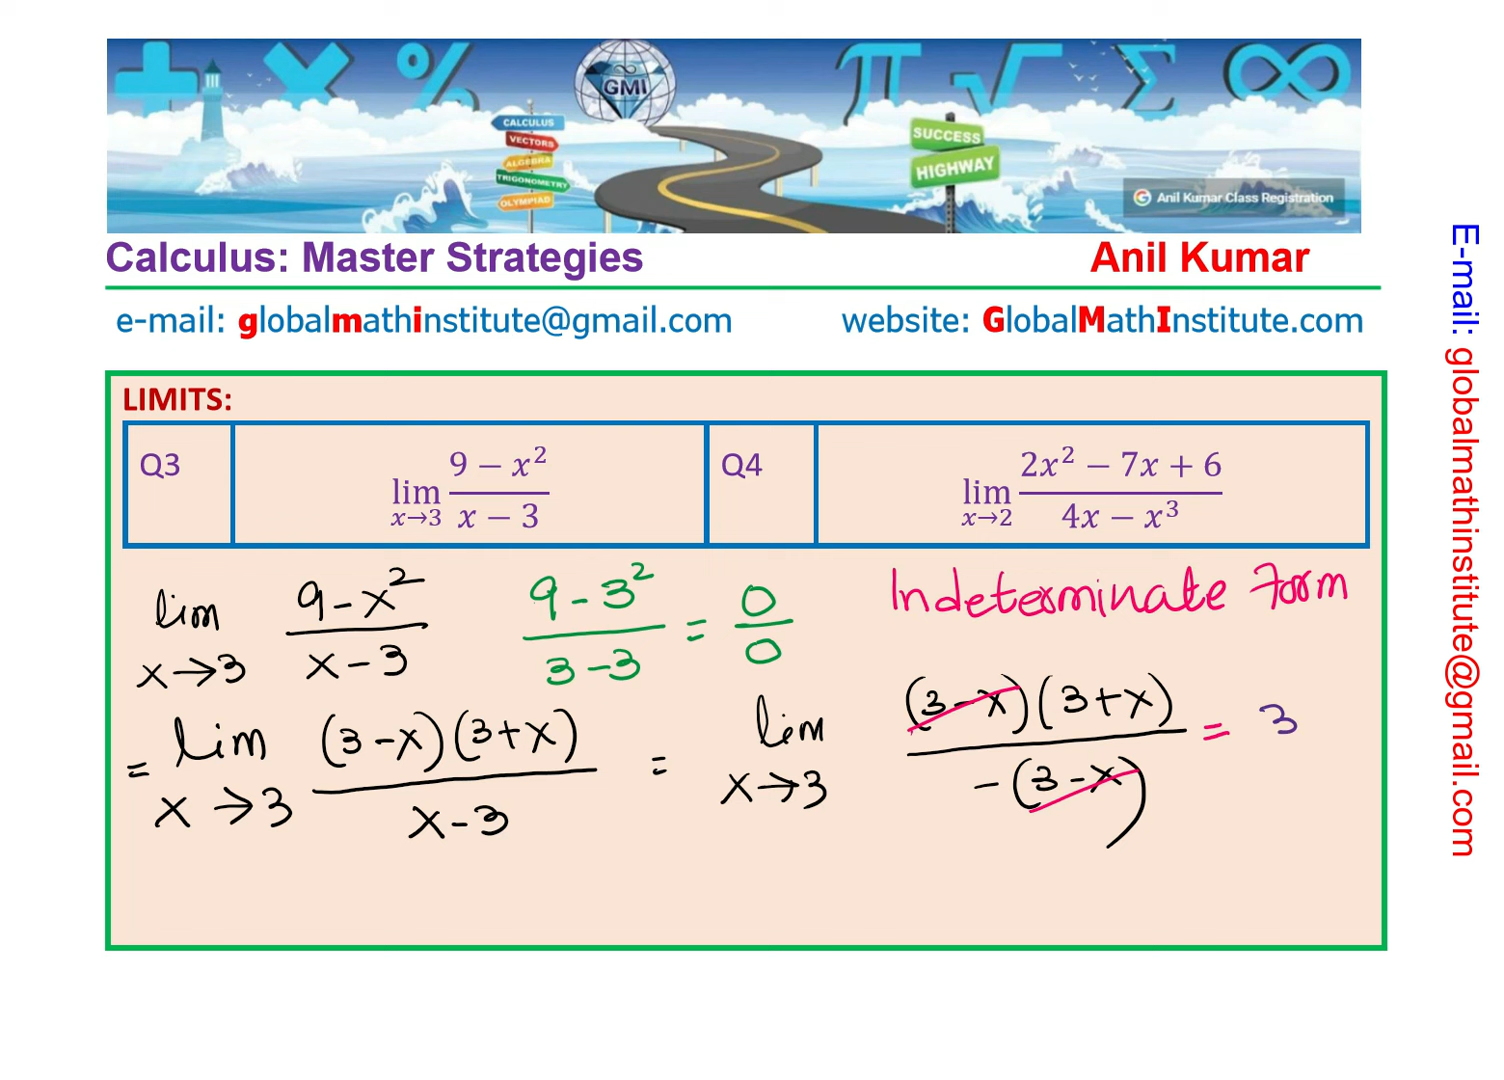 GMI
CALCULUS
VECTORS
ALGEBRA
TRIGONOMETRY
OLYMPIAD
SUCCESS
HIGHWAY
Anil Kumar Class Registration
Calculus: Master Strategies Anil Kumar
e-mail: globalmathinstitute@gmail.com website: GlobalMathInstitute.com
E-mail: globalmathinstitute@gmail.com
LIMITS:
Q3 lim x→3 (9 − x²)/(x − 3) Q4 lim x→2 (2x² − 7x + 6)/(4x − x³)
lim x→3 (9 - x²)/(x - 3) (9 - 3²)/(3 - 3) = 0/0 Indeterminate Form
= lim x→3 (3-x)(3+x)/(x-3) = lim x→3 (3-x)(3+x)/-(3-x) = 3